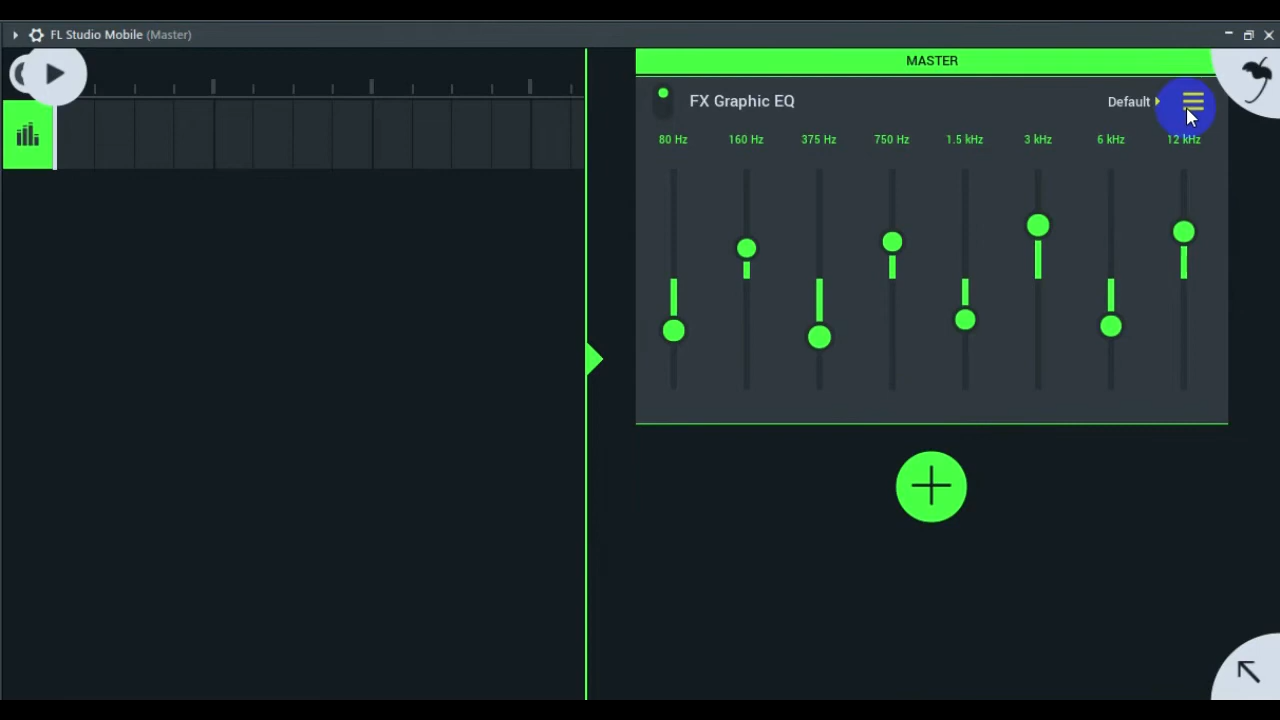 FL Studio Mobile (Master)
MASTER
FX Graphic EQ
Default
80 Hz 160 Hz 375 Hz 750 Hz 1.5 kHz 3 kHz 6 kHz 12 kHz